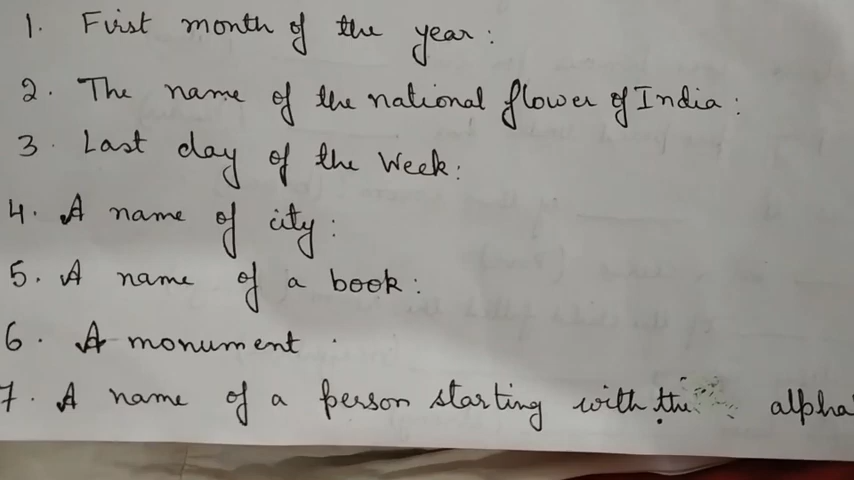 1. First month of the year:
2. The name of the national flower of India:
3. Last day of the Week:
4. A name of city:
5. A name of a book:
6. A monument
7. A name of a person starting with the alpha